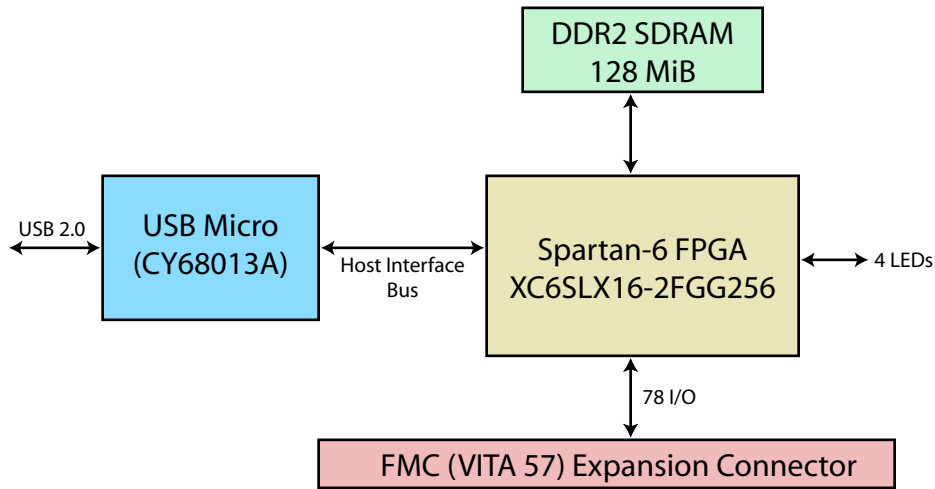 DDR2 SDRAM
128 MiB
USB 2.0
USB Micro
(CY68013A)
Host Interface
Bus
Spartan-6 FPGA
XC6SLX16-2FGG256
4 LEDs
78 I/O
FMC (VITA 57) Expansion Connector